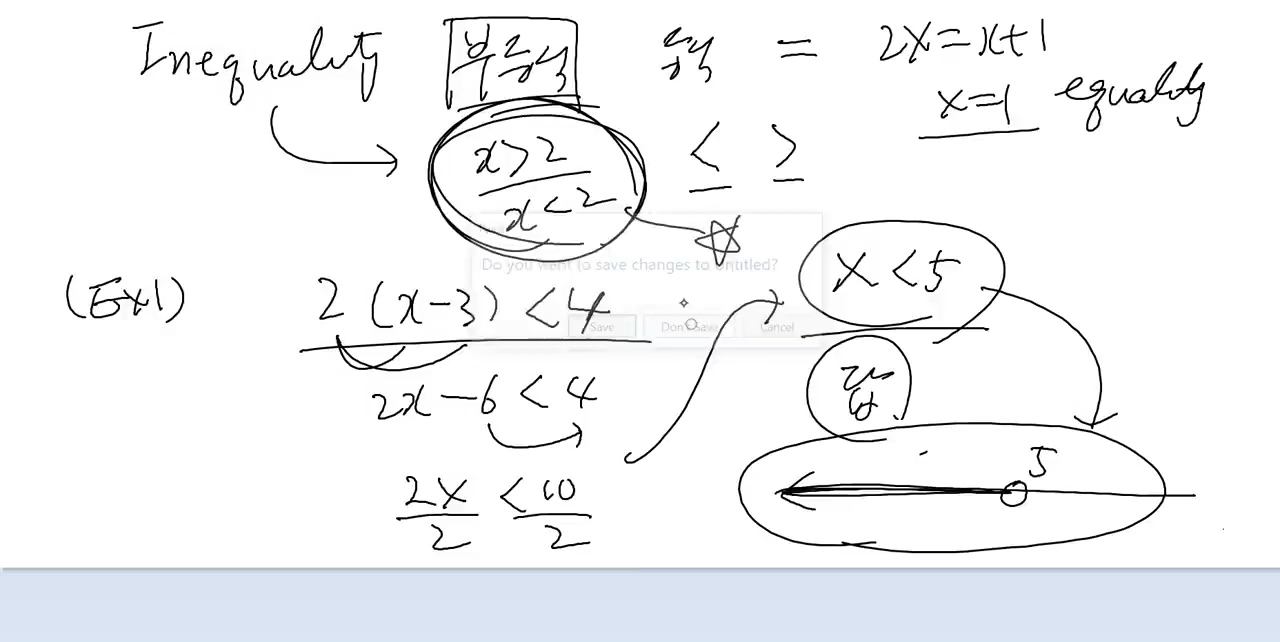 Inequality 부등식 등식 = 2x=x+1
x=1 equality
x>2 < >
x<2
Do you want to save changes to Untitled?
Save Don't Save Cancel
(Ex1) 2(x-3)<4 x<5
2x-6<4
2x/2 < 10/2
5